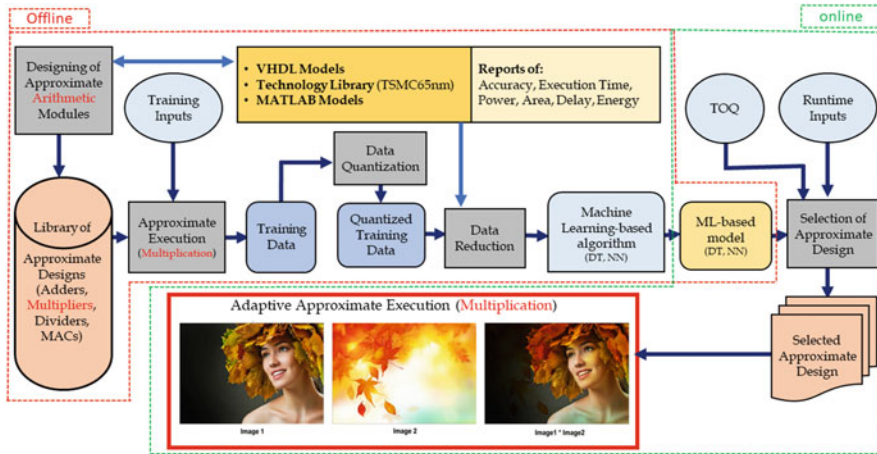 Offline
online
Designing of
Approximate
Arithmetic
Modules
Training
Inputs
• VHDL Models
• Technology Library (TSMC65nm)
• MATLAB Models
Reports of:
Accuracy, Execution Time,
Power, Area, Delay, Energy
TOQ
Runtime
Inputs
Data
Quantization
Library of
Approximate
Designs
(Adders,
Multipliers,
Dividers,
MACs)
Approximate
Execution
(Multiplication)
Training
Data
Quantized
Training
Data
Data
Reduction
Machine
Learning-based
algorithm
(DT, NN)
ML-based
model
(DT, NN)
Selection of
Approximate
Design
Adaptive Approximate Execution (Multiplication)
Image 1
Image 2
Image1 * Image2
Selected
Approximate
Design